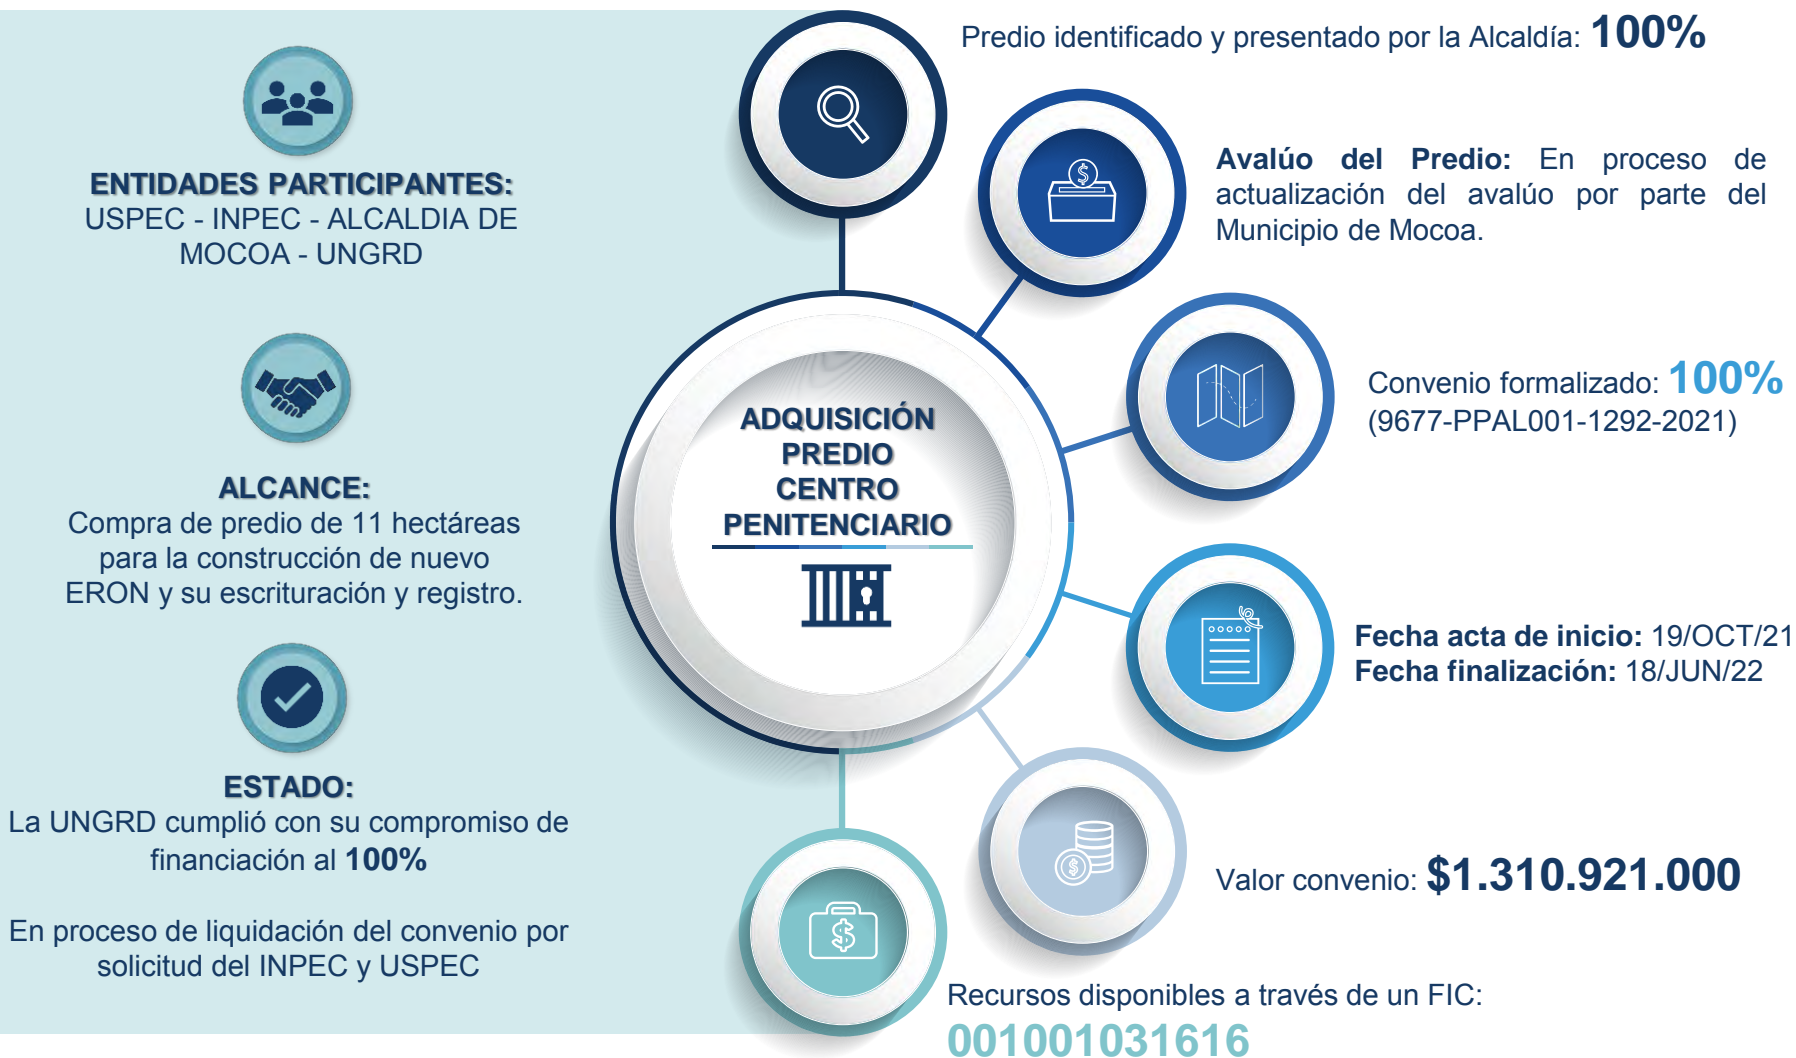 ENTIDADES PARTICIPANTES:
USPEC - INPEC - ALCALDIA DE
MOCOA - UNGRD
ALCANCE:
Compra de predio de 11 hectáreas
para la construcción de nuevo
ERON y su escrituración y registro.
ESTADO:
La UNGRD cumplió con su compromiso de
financiación al 100%
En proceso de liquidación del convenio por
solicitud del INPEC y USPEC
ADQUISICIÓN
PREDIO
CENTRO
PENITENCIARIO
Predio identificado y presentado por la Alcaldía: 100%
Avalúo del Predio: En proceso de
actualización del avalúo por parte del
Municipio de Mocoa.
Convenio formalizado: 100%
(9677-PPAL001-1292-2021)
Fecha acta de inicio: 19/OCT/21
Fecha finalización: 18/JUN/22
Valor convenio: $1.310.921.000
Recursos disponibles a través de un FIC:
001001031616